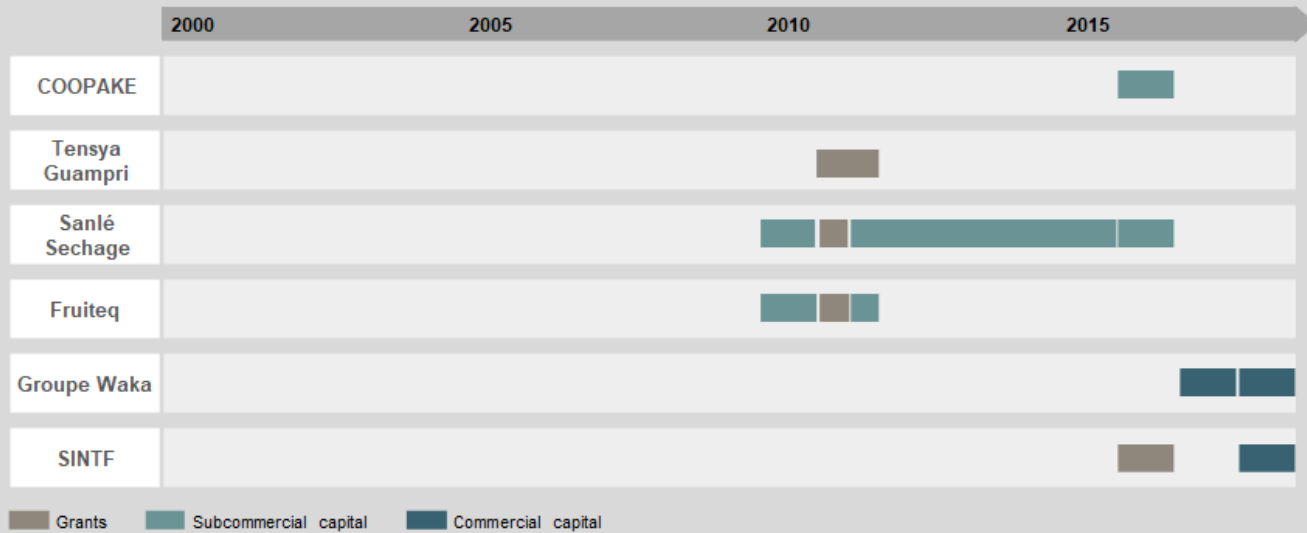 2000 2005 2010 2015
COOPAKE
Tensya
Guampri
Sanlé
Sechage
Fruiteq
Groupe Waka
SINTF
Grants Subcommercial capital Commercial capital